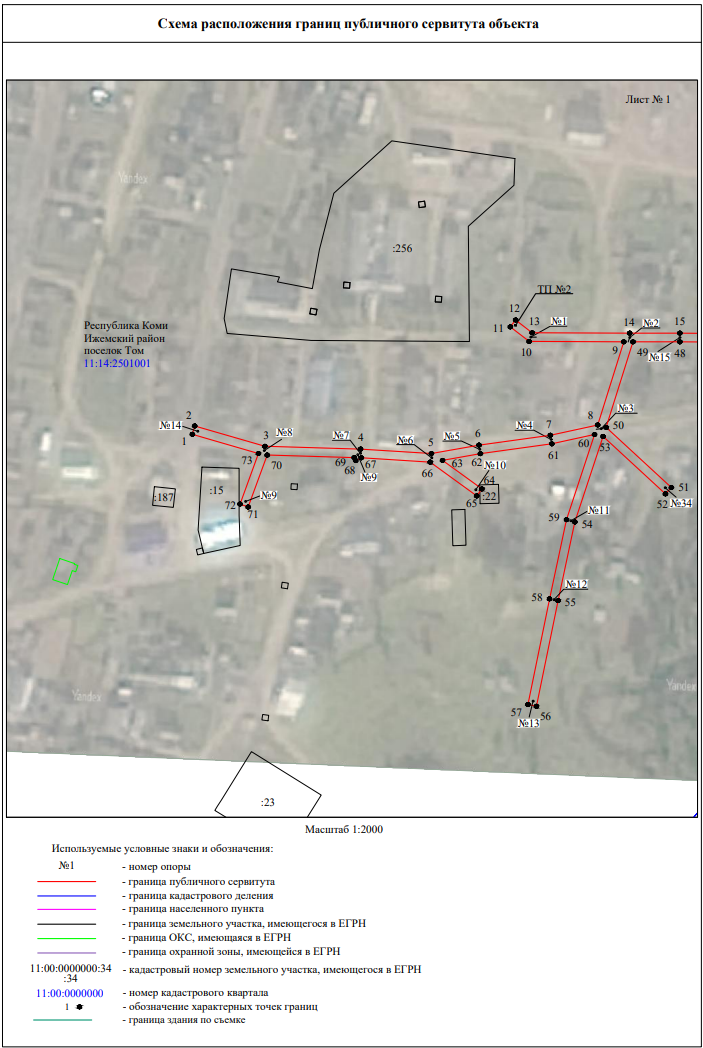 Схема расположения границ публичного сервитута объекта
Лист № 1
Yandex
:256
ТП №2
12
11
13
№1
10
14
№2
15
9
49
№15
48
Республика Коми
Ижемский район
поселок Том
11:14:2501001
2
№14
1
3
№8
73
70
№7
4
69
67
68
№9
№6
5
66
№5
6
63
62
№4
7
61
8
№3
50
60
53
№10
64
65
:22
51
52
№34
:187
:15
72
№9
71
59
№11
54
58
№12
55
57
56
№13
Yandex
Yandex
:23
Масштаб 1:2000
Используемые условные знаки и обозначения:
№1 - номер опоры
- граница публичного сервитута
- граница кадастрового деления
- граница населенного пункта
- граница земельного участка, имеющегося в ЕГРН
- граница ОКС, имеющаяся в ЕГРН
- граница охранной зоны, имеющейся в ЕГРН
11:00:0000000:34 - кадастровый номер земельного участка, имеющегося в ЕГРН
:34
11:00:0000000 - номер кадастрового квартала
1 - обозначение характерных точек границ
- граница здания по съемке